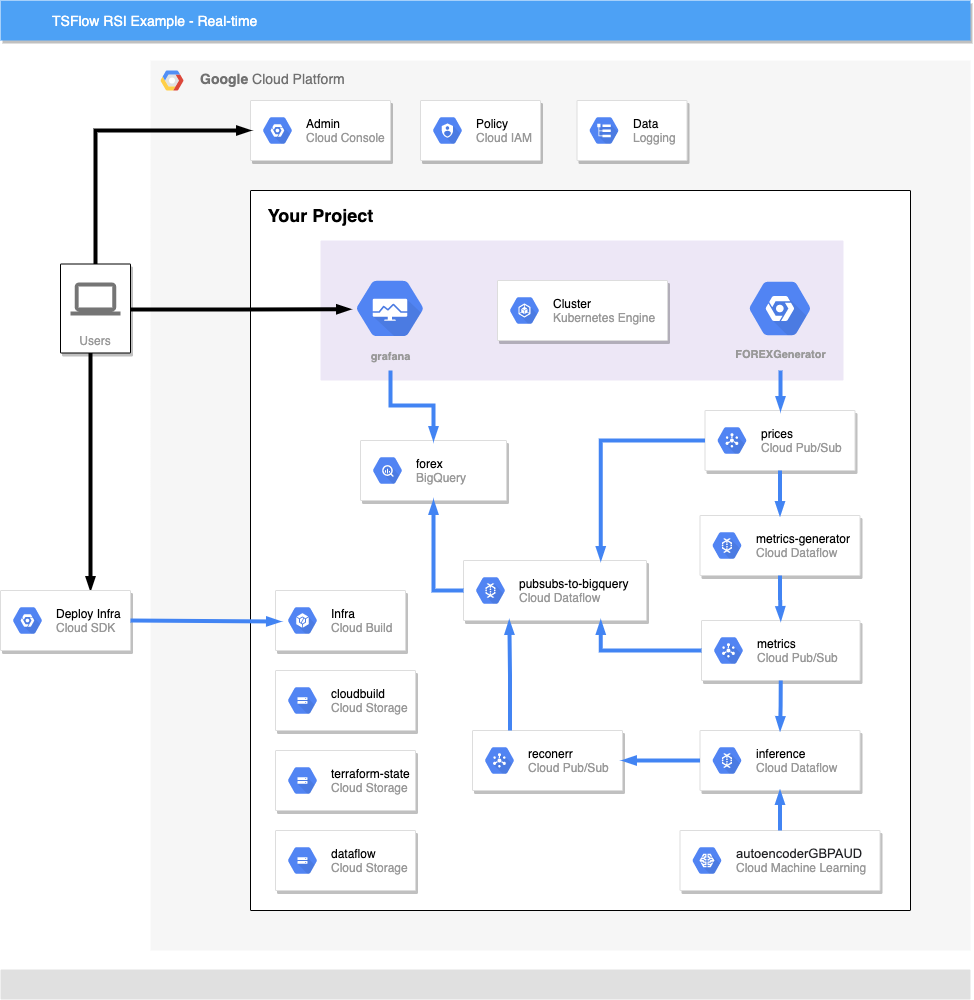 TSFlow RSI Example - Real-time
Google Cloud Platform
Admin
Cloud Console
Policy
Cloud IAM
Data
Logging
Your Project
Users
grafana
Cluster
Kubernetes Engine
FOREXGenerator
forex
BigQuery
prices
Cloud Pub/Sub
metrics-generator
Cloud Dataflow
pubsubs-to-bigquery
Cloud Dataflow
Deploy Infra
Cloud SDK
Infra
Cloud Build
metrics
Cloud Pub/Sub
cloudbuild
Cloud Storage
reconerr
Cloud Pub/Sub
inference
Cloud Dataflow
terraform-state
Cloud Storage
dataflow
Cloud Storage
autoencoderGBPAUD
Cloud Machine Learning